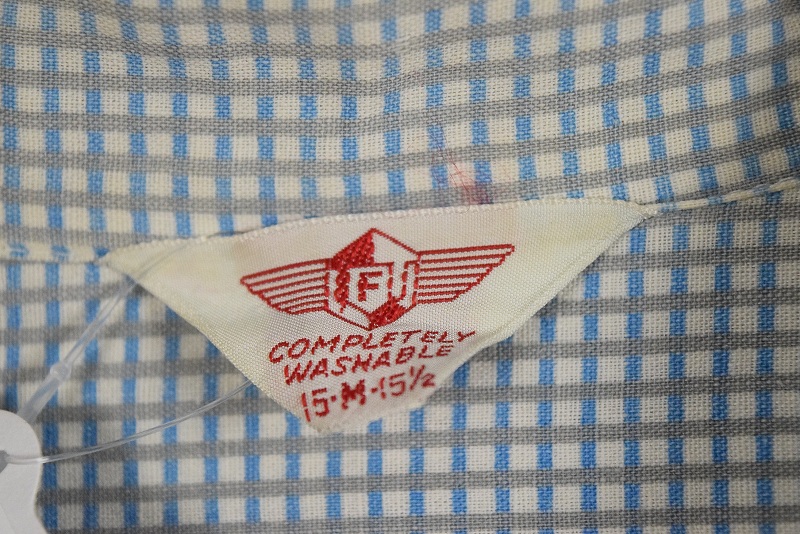 F
COMPLETELY
WASHABLE
15-M-15½